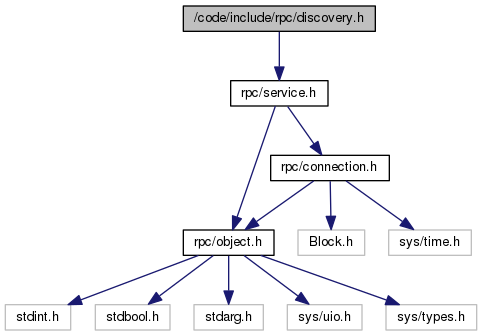 /code/include/rpc/discovery.h
rpc/service.h
rpc/connection.h
rpc/object.h
Block.h
sys/time.h
stdint.h
stdbool.h
stdarg.h
sys/uio.h
sys/types.h